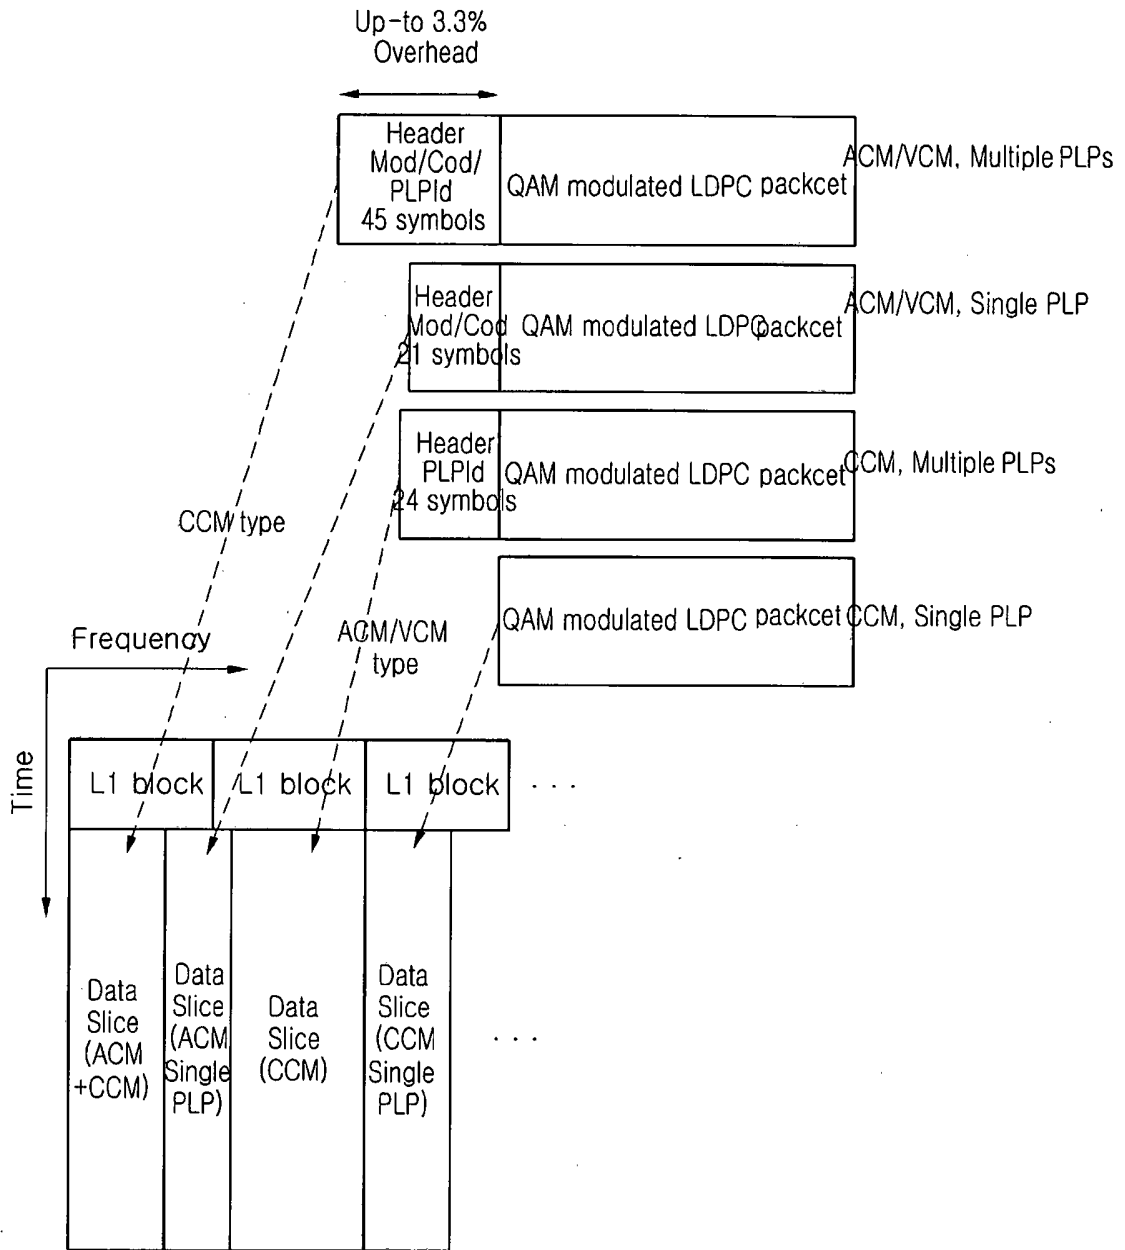 Up-to 3.3%
Overhead
Header
Mod/Cod/
PLPId
45 symbols
QAM modulated LDPC packcet
ACM/VCM, Multiple PLPs
Header
Mod/Cod
21 symbols
QAM modulated LDPC packcet
ACM/VCM, Single PLP
Header
PLPId
24 symbols
QAM modulated LDPC packcet
CCM, Multiple PLPs
CCM type
QAM modulated LDPC packcet
CCM, Single PLP
ACM/VCM
type
Frequency
Time
L1 block
L1 block
L1 block
...
Data
Slice
(ACM
+CCM)
Data
Slice
(ACM
Single
PLP)
Data
Slice
(CCM)
Data
Slice
(CCM
Single
PLP)
...